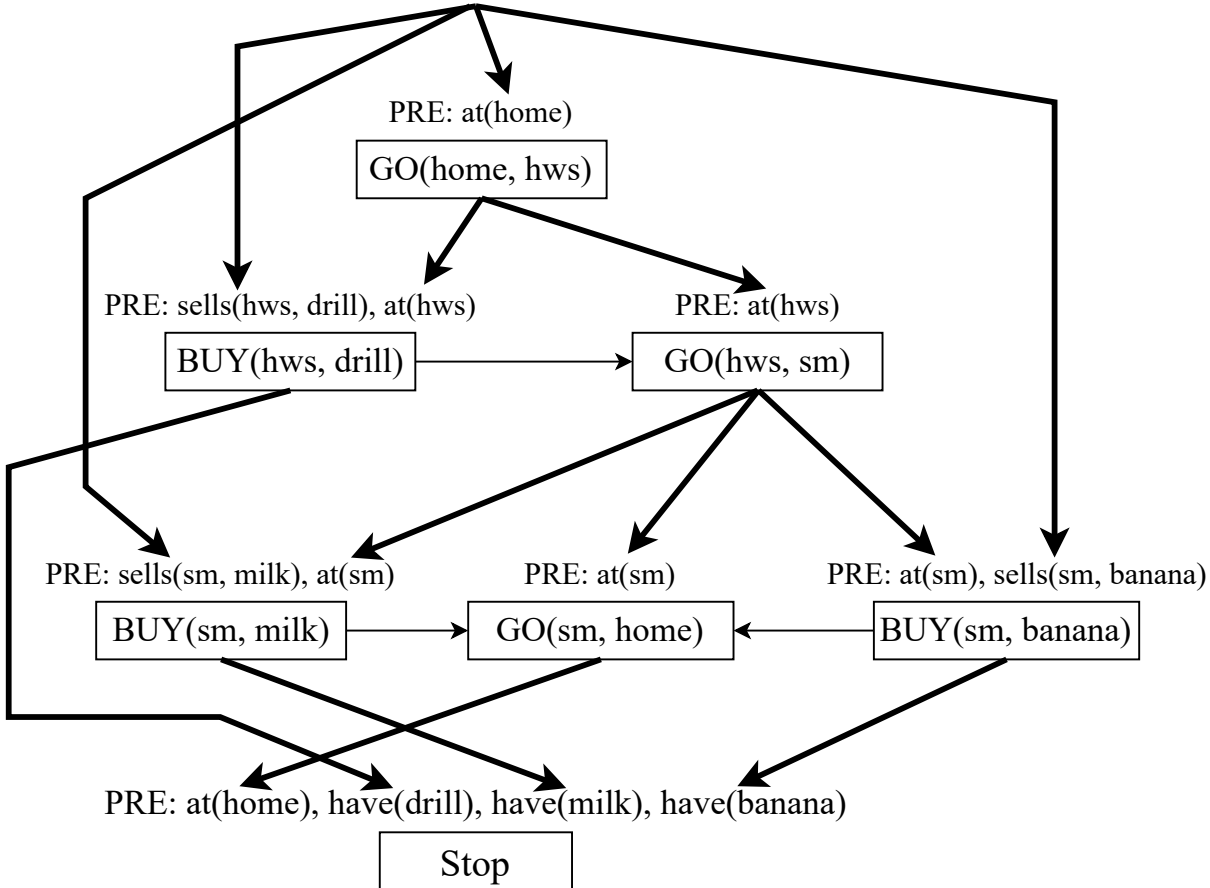 PRE: at(home)
GO(home, hws)
PRE: sells(hws, drill), at(hws)
PRE: at(hws)
BUY(hws, drill)
GO(hws, sm)
PRE: sells(sm, milk), at(sm)
PRE: at(sm)
PRE: at(sm), sells(sm, banana)
BUY(sm, milk)
GO(sm, home)
BUY(sm, banana)
PRE: at(home), have(drill), have(milk), have(banana)
Stop